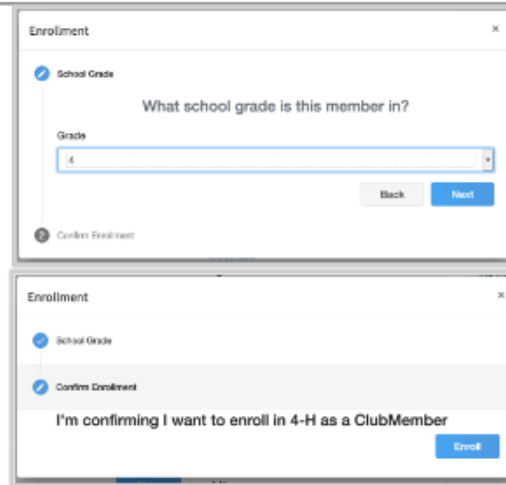 Enrollment
×
School Grade
What school grade is this member in?
Grade
4
Back Next
2 Confirm Enrollment
Enrollment
×
School Grade
Confirm Enrollment
I'm confirming I want to enroll in 4-H as a ClubMember
Enroll